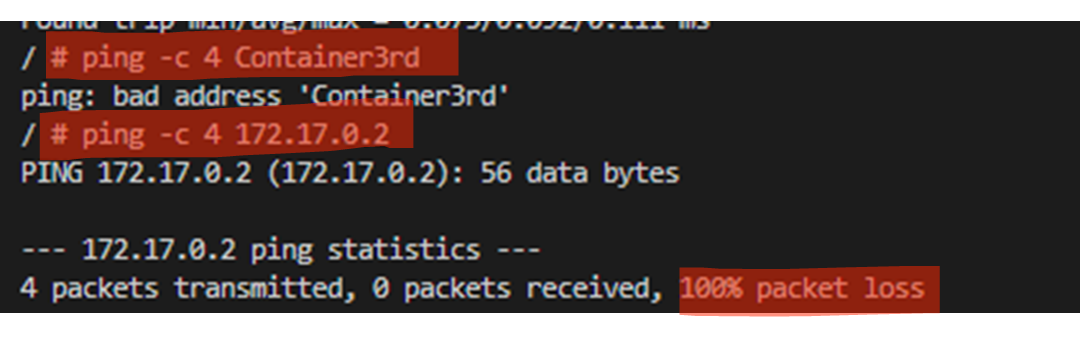 round trip min/avg/max = 0.073/0.092/0.111 ms
/ # ping -c 4 Container3rd
ping: bad address 'Container3rd'
/ # ping -c 4 172.17.0.2
PING 172.17.0.2 (172.17.0.2): 56 data bytes
--- 172.17.0.2 ping statistics ---
4 packets transmitted, 0 packets received, 100% packet loss